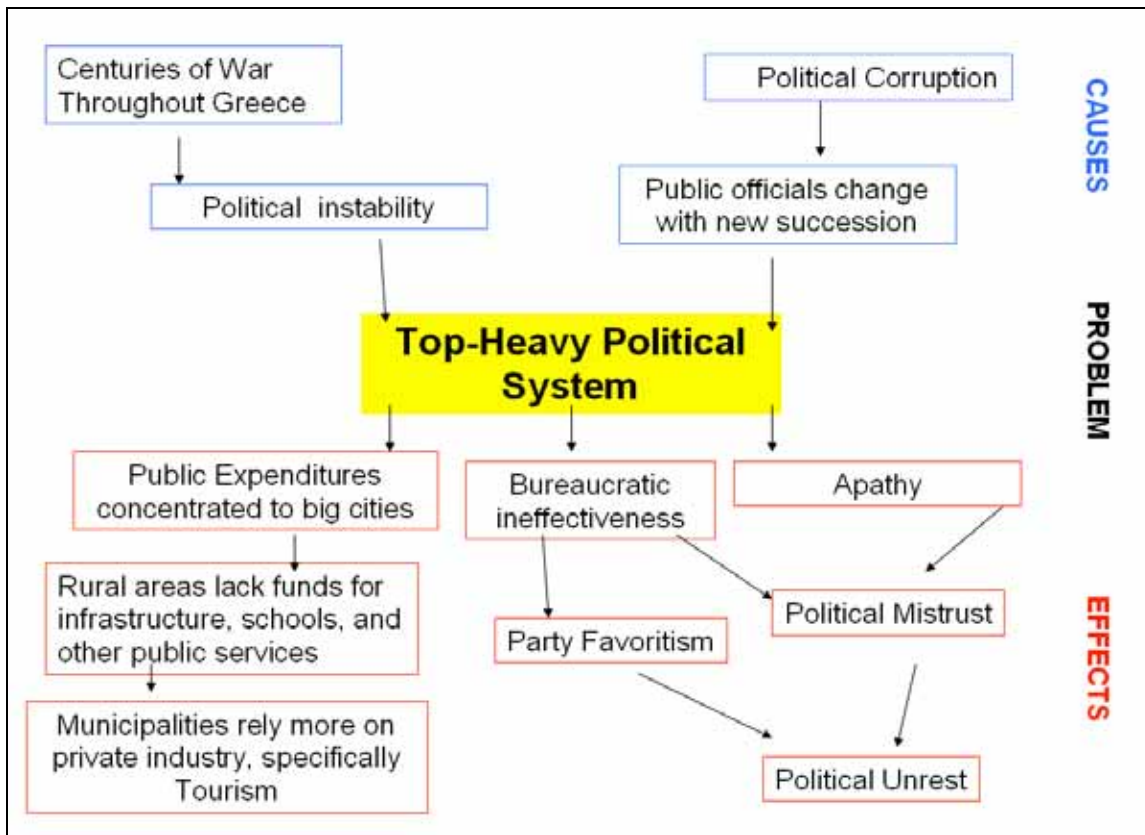 Centuries of War
Throughout Greece
Political Corruption
CAUSES
Political instability
Public officials change
with new succession
Top-Heavy Political
System
PROBLEM
Public Expenditures
concentrated to big cities
Bureaucratic
ineffectiveness
Apathy
Rural areas lack funds for
infrastructure, schools, and
other public services
Party Favoritism
Political Mistrust
EFFECTS
Municipalities rely more on
private industry, specifically
Tourism
Political Unrest